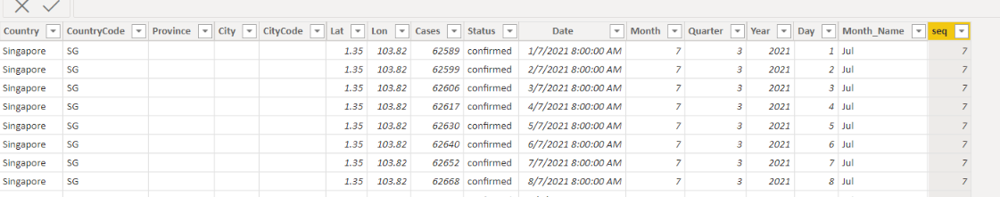 Country CountryCode Province City CityCode Lat Lon Cases Status Date Month Quarter Year Day Month_Name seq
Singapore SG 1.35 103.82 62589 confirmed 1/7/2021 8:00:00 AM 7 3 2021 1 Jul 7
Singapore SG 1.35 103.82 62599 confirmed 2/7/2021 8:00:00 AM 7 3 2021 2 Jul 7
Singapore SG 1.35 103.82 62606 confirmed 3/7/2021 8:00:00 AM 7 3 2021 3 Jul 7
Singapore SG 1.35 103.82 62617 confirmed 4/7/2021 8:00:00 AM 7 3 2021 4 Jul 7
Singapore SG 1.35 103.82 62630 confirmed 5/7/2021 8:00:00 AM 7 3 2021 5 Jul 7
Singapore SG 1.35 103.82 62640 confirmed 6/7/2021 8:00:00 AM 7 3 2021 6 Jul 7
Singapore SG 1.35 103.82 62652 confirmed 7/7/2021 8:00:00 AM 7 3 2021 7 Jul 7
Singapore SG 1.35 103.82 62668 confirmed 8/7/2021 8:00:00 AM 7 3 2021 8 Jul 7